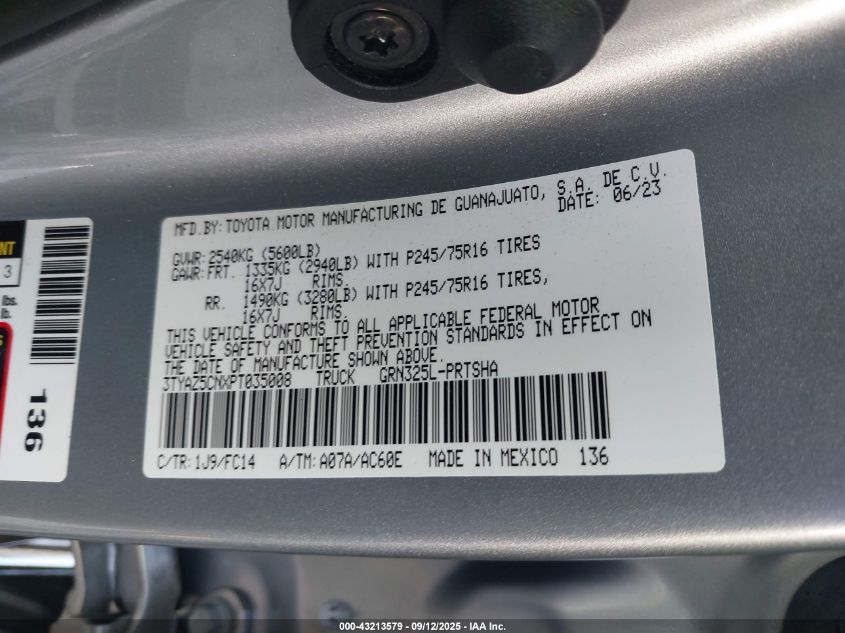 MFD. BY: TOYOTA MOTOR MANUFACTURING DE GUANAJUATO, S.A. DE C.V.
DATE: 06/23
GVWR: 2540KG (5600LB)
GAWR: FRT. 1335KG (2940LB) WITH P245/75R16 TIRES
16X7J RIMS.
RR. 1490KG (3280LB) WITH P245/75R16 TIRES,
16X7J RIMS.
THIS VEHICLE CONFORMS TO ALL APPLICABLE FEDERAL MOTOR
VEHICLE SAFETY AND THEFT PREVENTION STANDARDS IN EFFECT ON
THE DATE OF MANUFACTURE SHOWN ABOVE.
3TYAZ5CNXPT035008 TRUCK GRN325L-PRTSHA
C/TR: 1J9/FC14 A/TM: A07A/AC60E MADE IN MEXICO 136
NT
3
lbs.
lb.
136
000-43213579 - 09/12/2025 - IAA Inc.